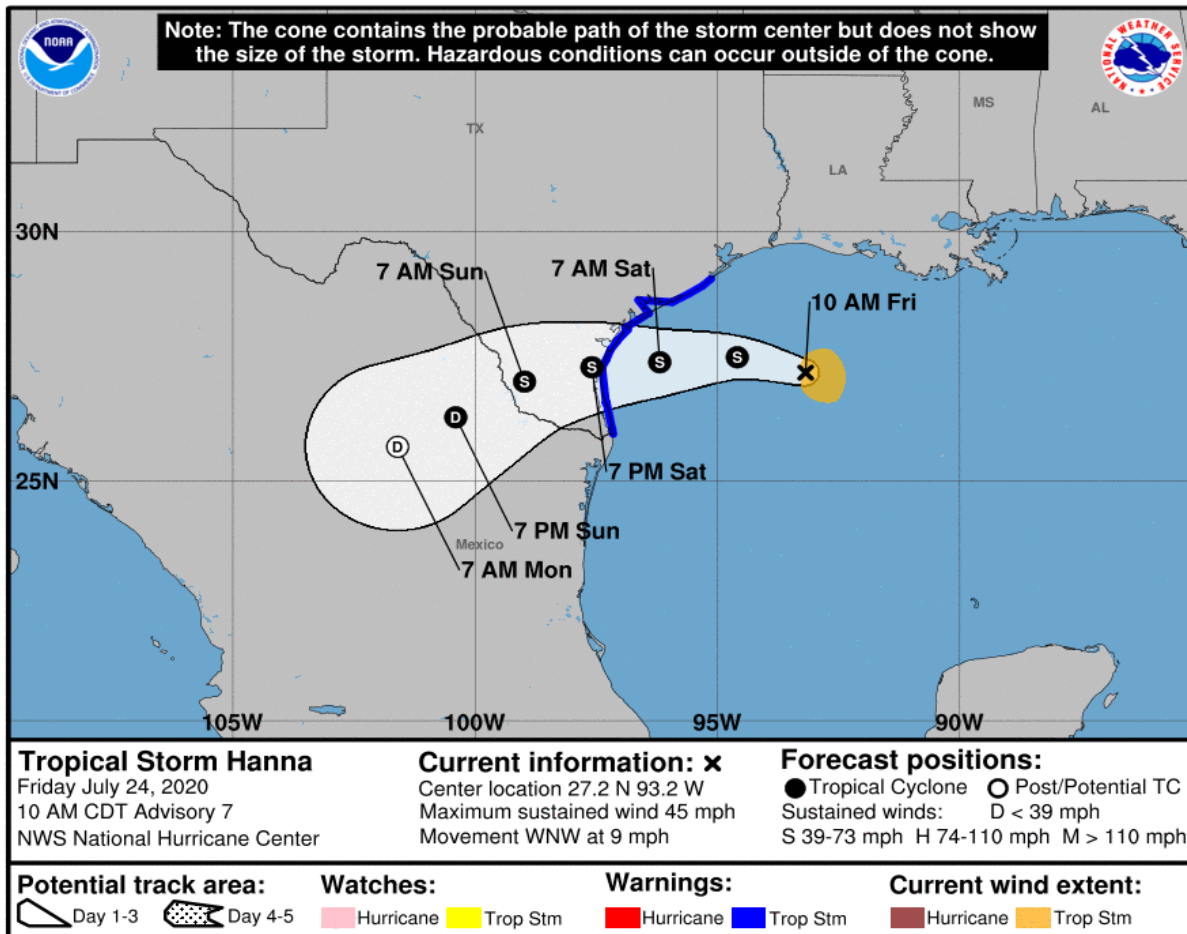 Note: The cone contains the probable path of the storm center but does not show
the size of the storm. Hazardous conditions can occur outside of the cone.
NOAA
NATIONAL WEATHER SERVICE
MS
AL
TX
LA
30N
7 AM Sun
7 AM Sat
10 AM Fri
S
S
S
S
D
D
7 PM Sat
25N
7 PM Sun
Mexico
7 AM Mon
105W
100W
95W
90W
Tropical Storm Hanna
Friday July 24, 2020
10 AM CDT Advisory 7
NWS National Hurricane Center
Current information: ×
Center location 27.2 N 93.2 W
Maximum sustained wind 45 mph
Movement WNW at 9 mph
Forecast positions:
Tropical Cyclone Post/Potential TC
Sustained winds: D < 39 mph
S 39-73 mph H 74-110 mph M > 110 mph
Potential track area:
Day 1-3 Day 4-5
Watches:
Hurricane Trop Stm
Warnings:
Hurricane Trop Stm
Current wind extent:
Hurricane Trop Stm